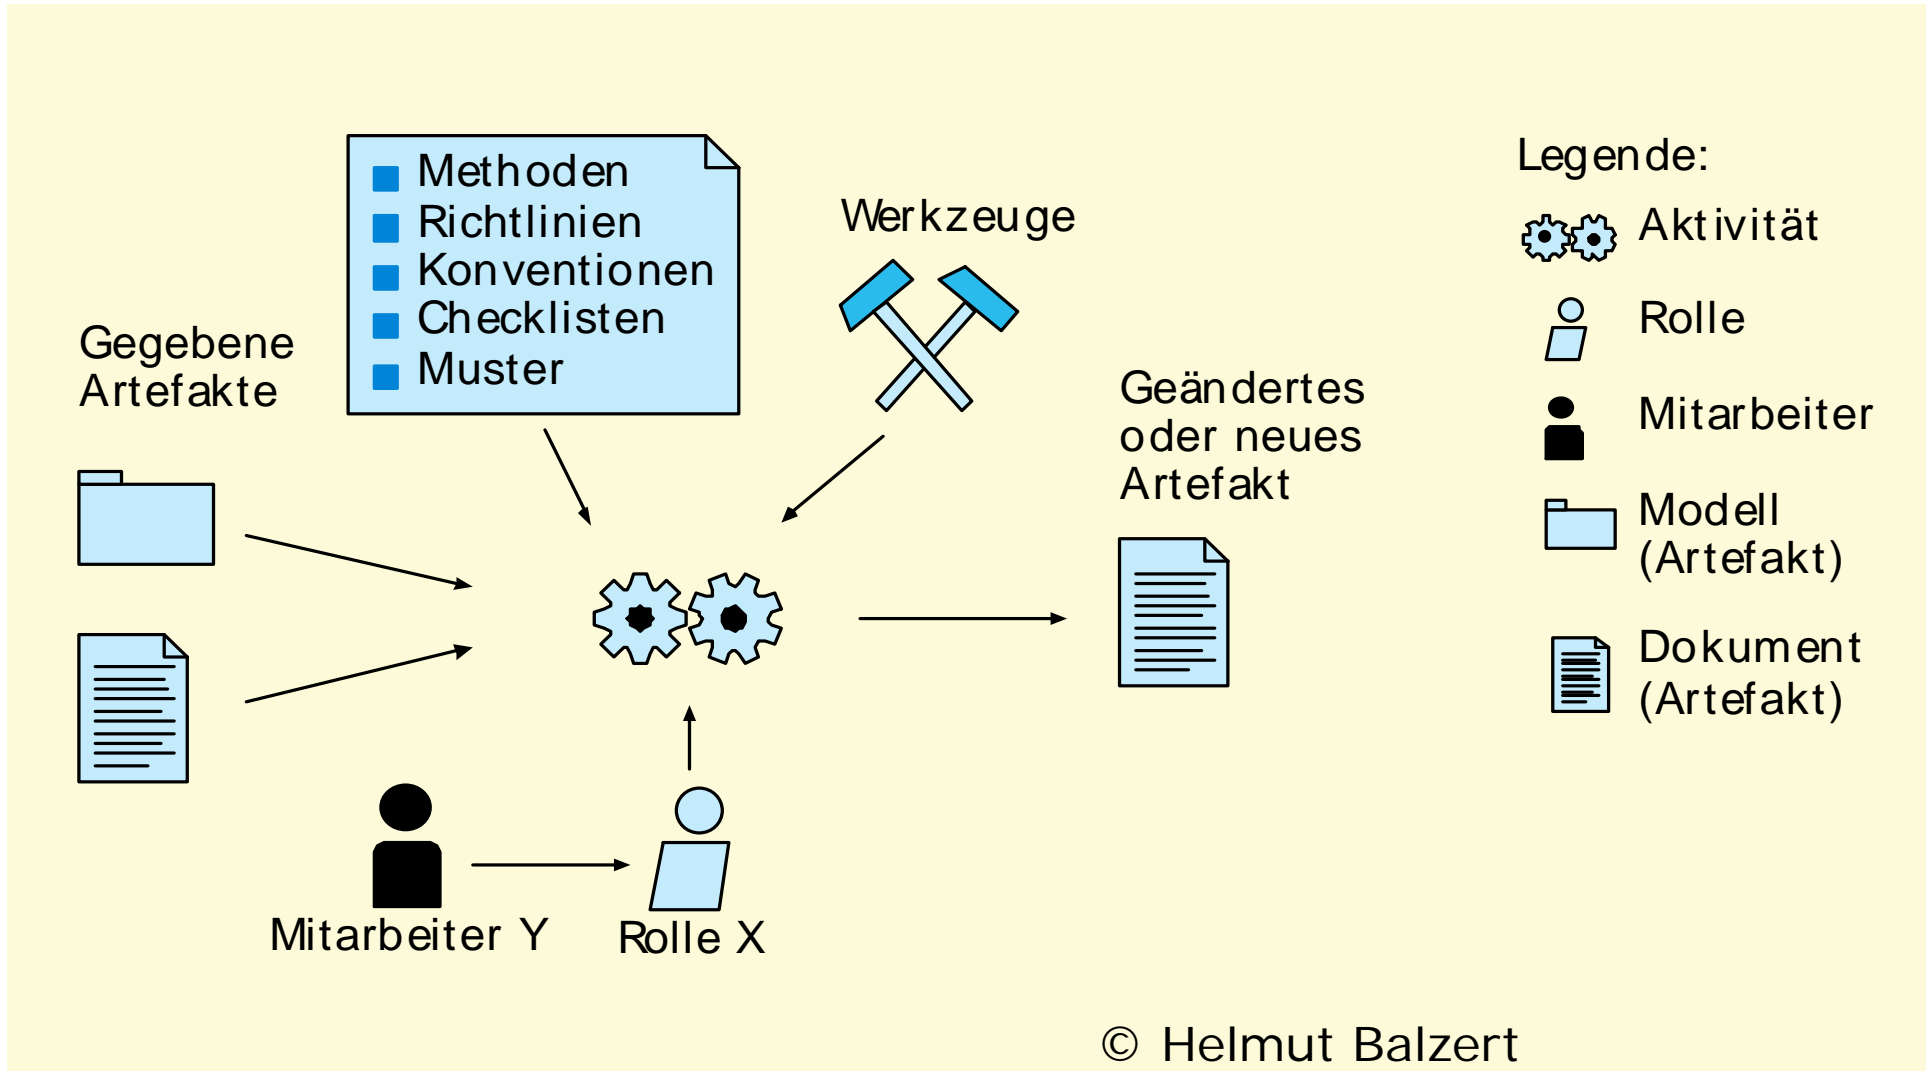 Methoden
Richtlinien
Konventionen
Checklisten
Muster
Werkzeuge
Gegebene
Artefakte
Geändertes
oder neues
Artefakt
Mitarbeiter Y
Rolle X
Legende:
Aktivität
Rolle
Mitarbeiter
Modell
(Artefakt)
Dokument
(Artefakt)
© Helmut Balzert